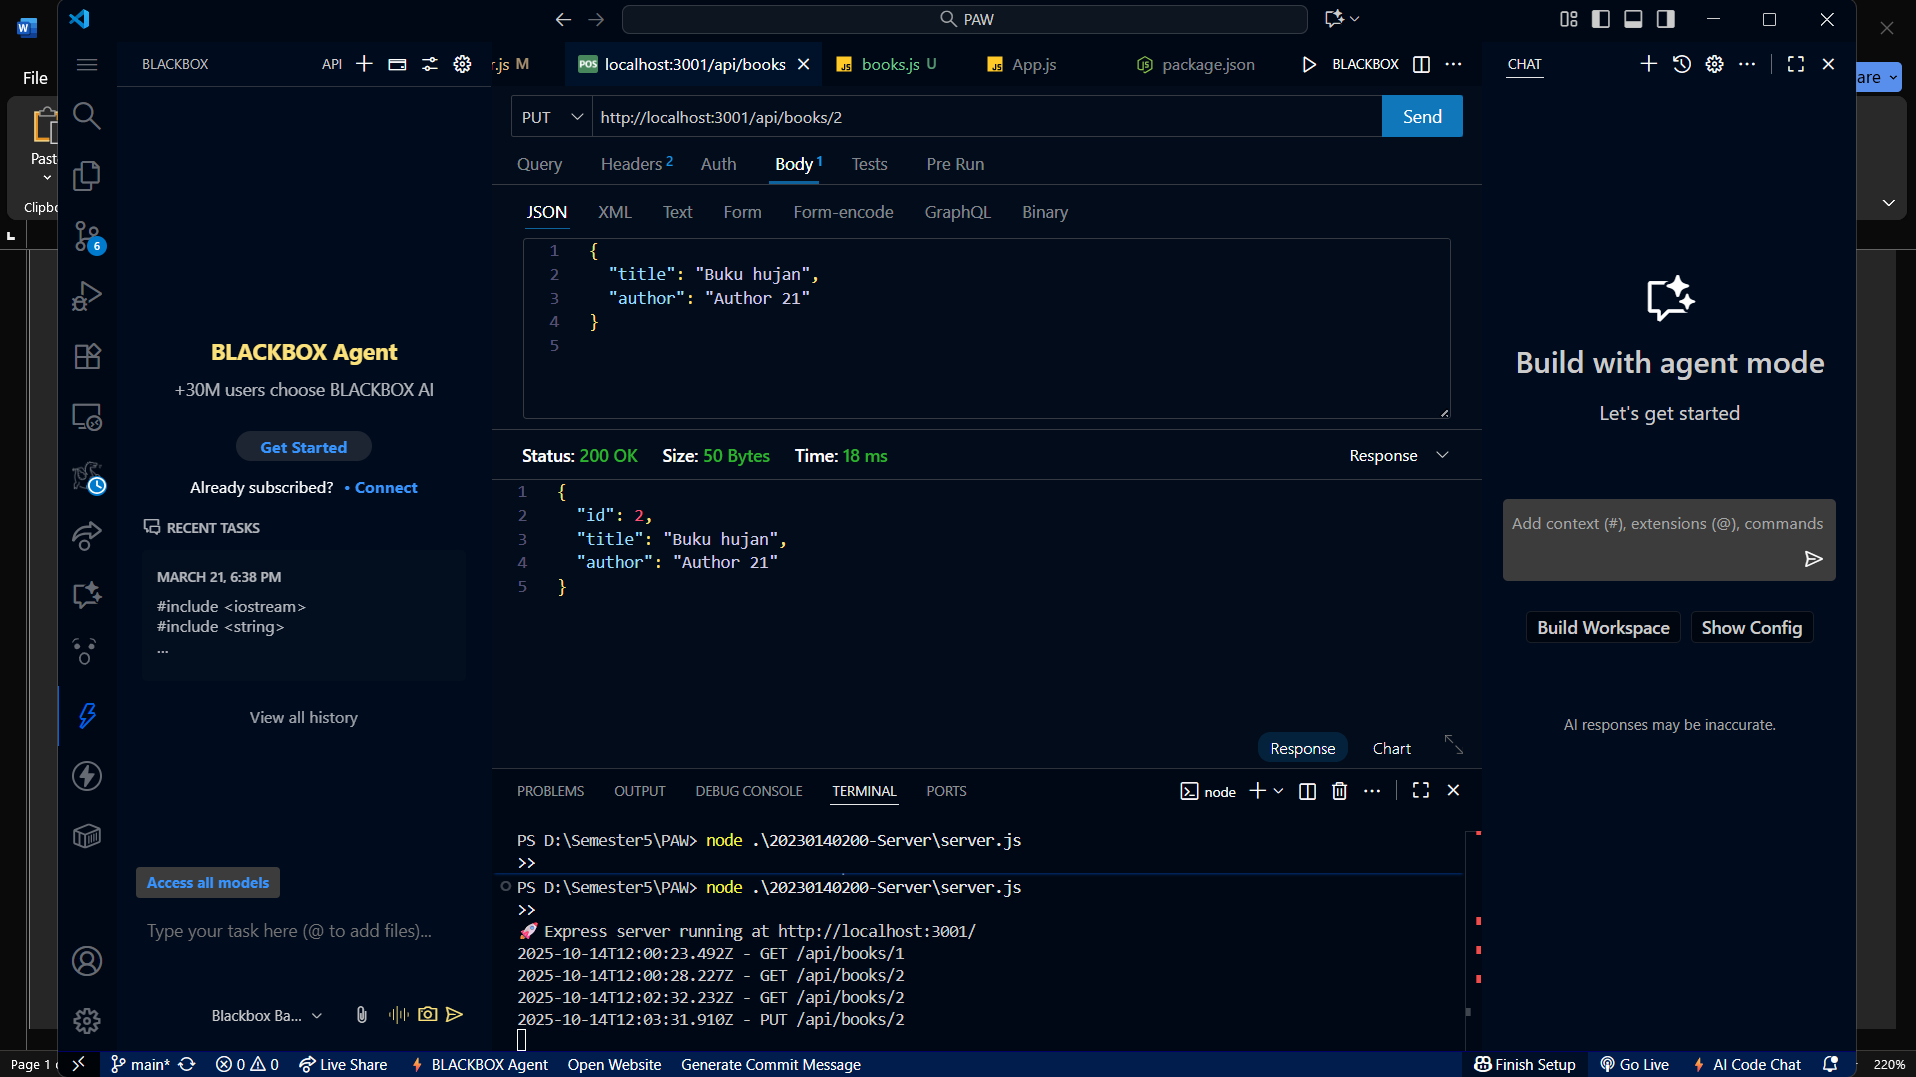 PAW
File
are
Past
Clipbo
BLACKBOX
API
r.js M
POS localhost:3001/api/books
JS books.js U
JS App.js
package.json
BLACKBOX
CHAT
PUT
http://localhost:3001/api/books/2
Send
Query
Headers 2
Auth
Body 1
Tests
Pre Run
JSON
XML
Text
Form
Form-encode
GraphQL
Binary
1 {
2 "title": "Buku hujan",
3 "author": "Author 21"
4 }
5
6
BLACKBOX Agent
+30M users choose BLACKBOX AI
Get Started
Already subscribed? • Connect
RECENT TASKS
MARCH 21, 6:38 PM
#include <iostream>
#include <string>
...
View all history
Access all models
Type your task here (@ to add files)...
Blackbox Ba...
Status: 200 OK
Size: 50 Bytes
Time: 18 ms
Response
1 {
2 "id": 2,
3 "title": "Buku hujan",
4 "author": "Author 21"
5 }
Response
Chart
PROBLEMS
OUTPUT
DEBUG CONSOLE
TERMINAL
PORTS
node
PS D:\Semester5\PAW> node .\20230140200-Server\server.js
>>
PS D:\Semester5\PAW> node .\20230140200-Server\server.js
>>
🚀 Express server running at http://localhost:3001/
2025-10-14T12:00:23.492Z - GET /api/books/1
2025-10-14T12:00:28.227Z - GET /api/books/2
2025-10-14T12:02:32.232Z - GET /api/books/2
2025-10-14T12:03:31.910Z - PUT /api/books/2
Build with agent mode
Let's get started
Add context (#), extensions (@), commands
Build Workspace
Show Config
AI responses may be inaccurate.
Page 1
main*
0
0
Live Share
BLACKBOX Agent
Open Website
Generate Commit Message
Finish Setup
Go Live
AI Code Chat
220%